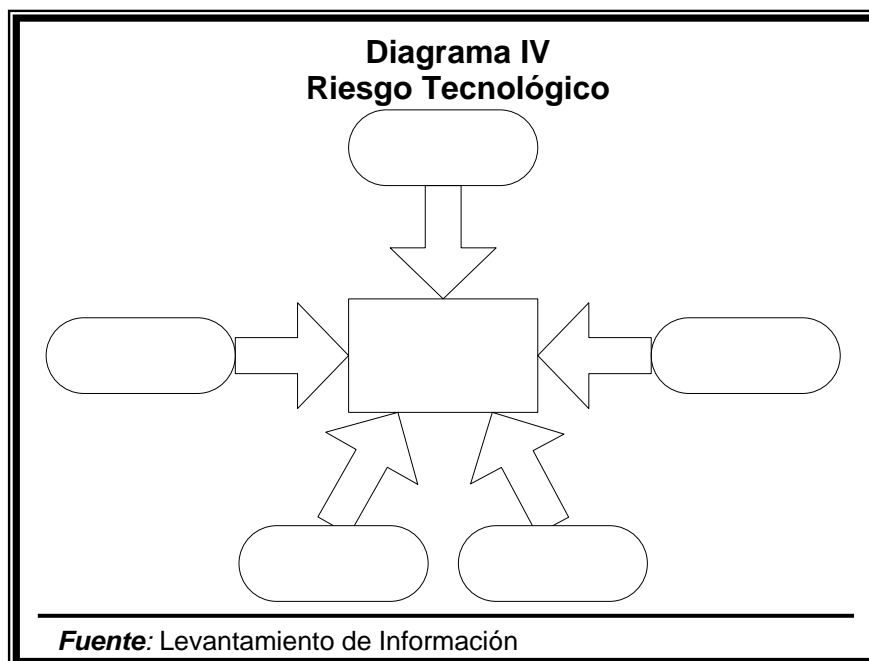 Diagrama IV
Riesgo Tecnológico
Fuente: Levantamiento de Información